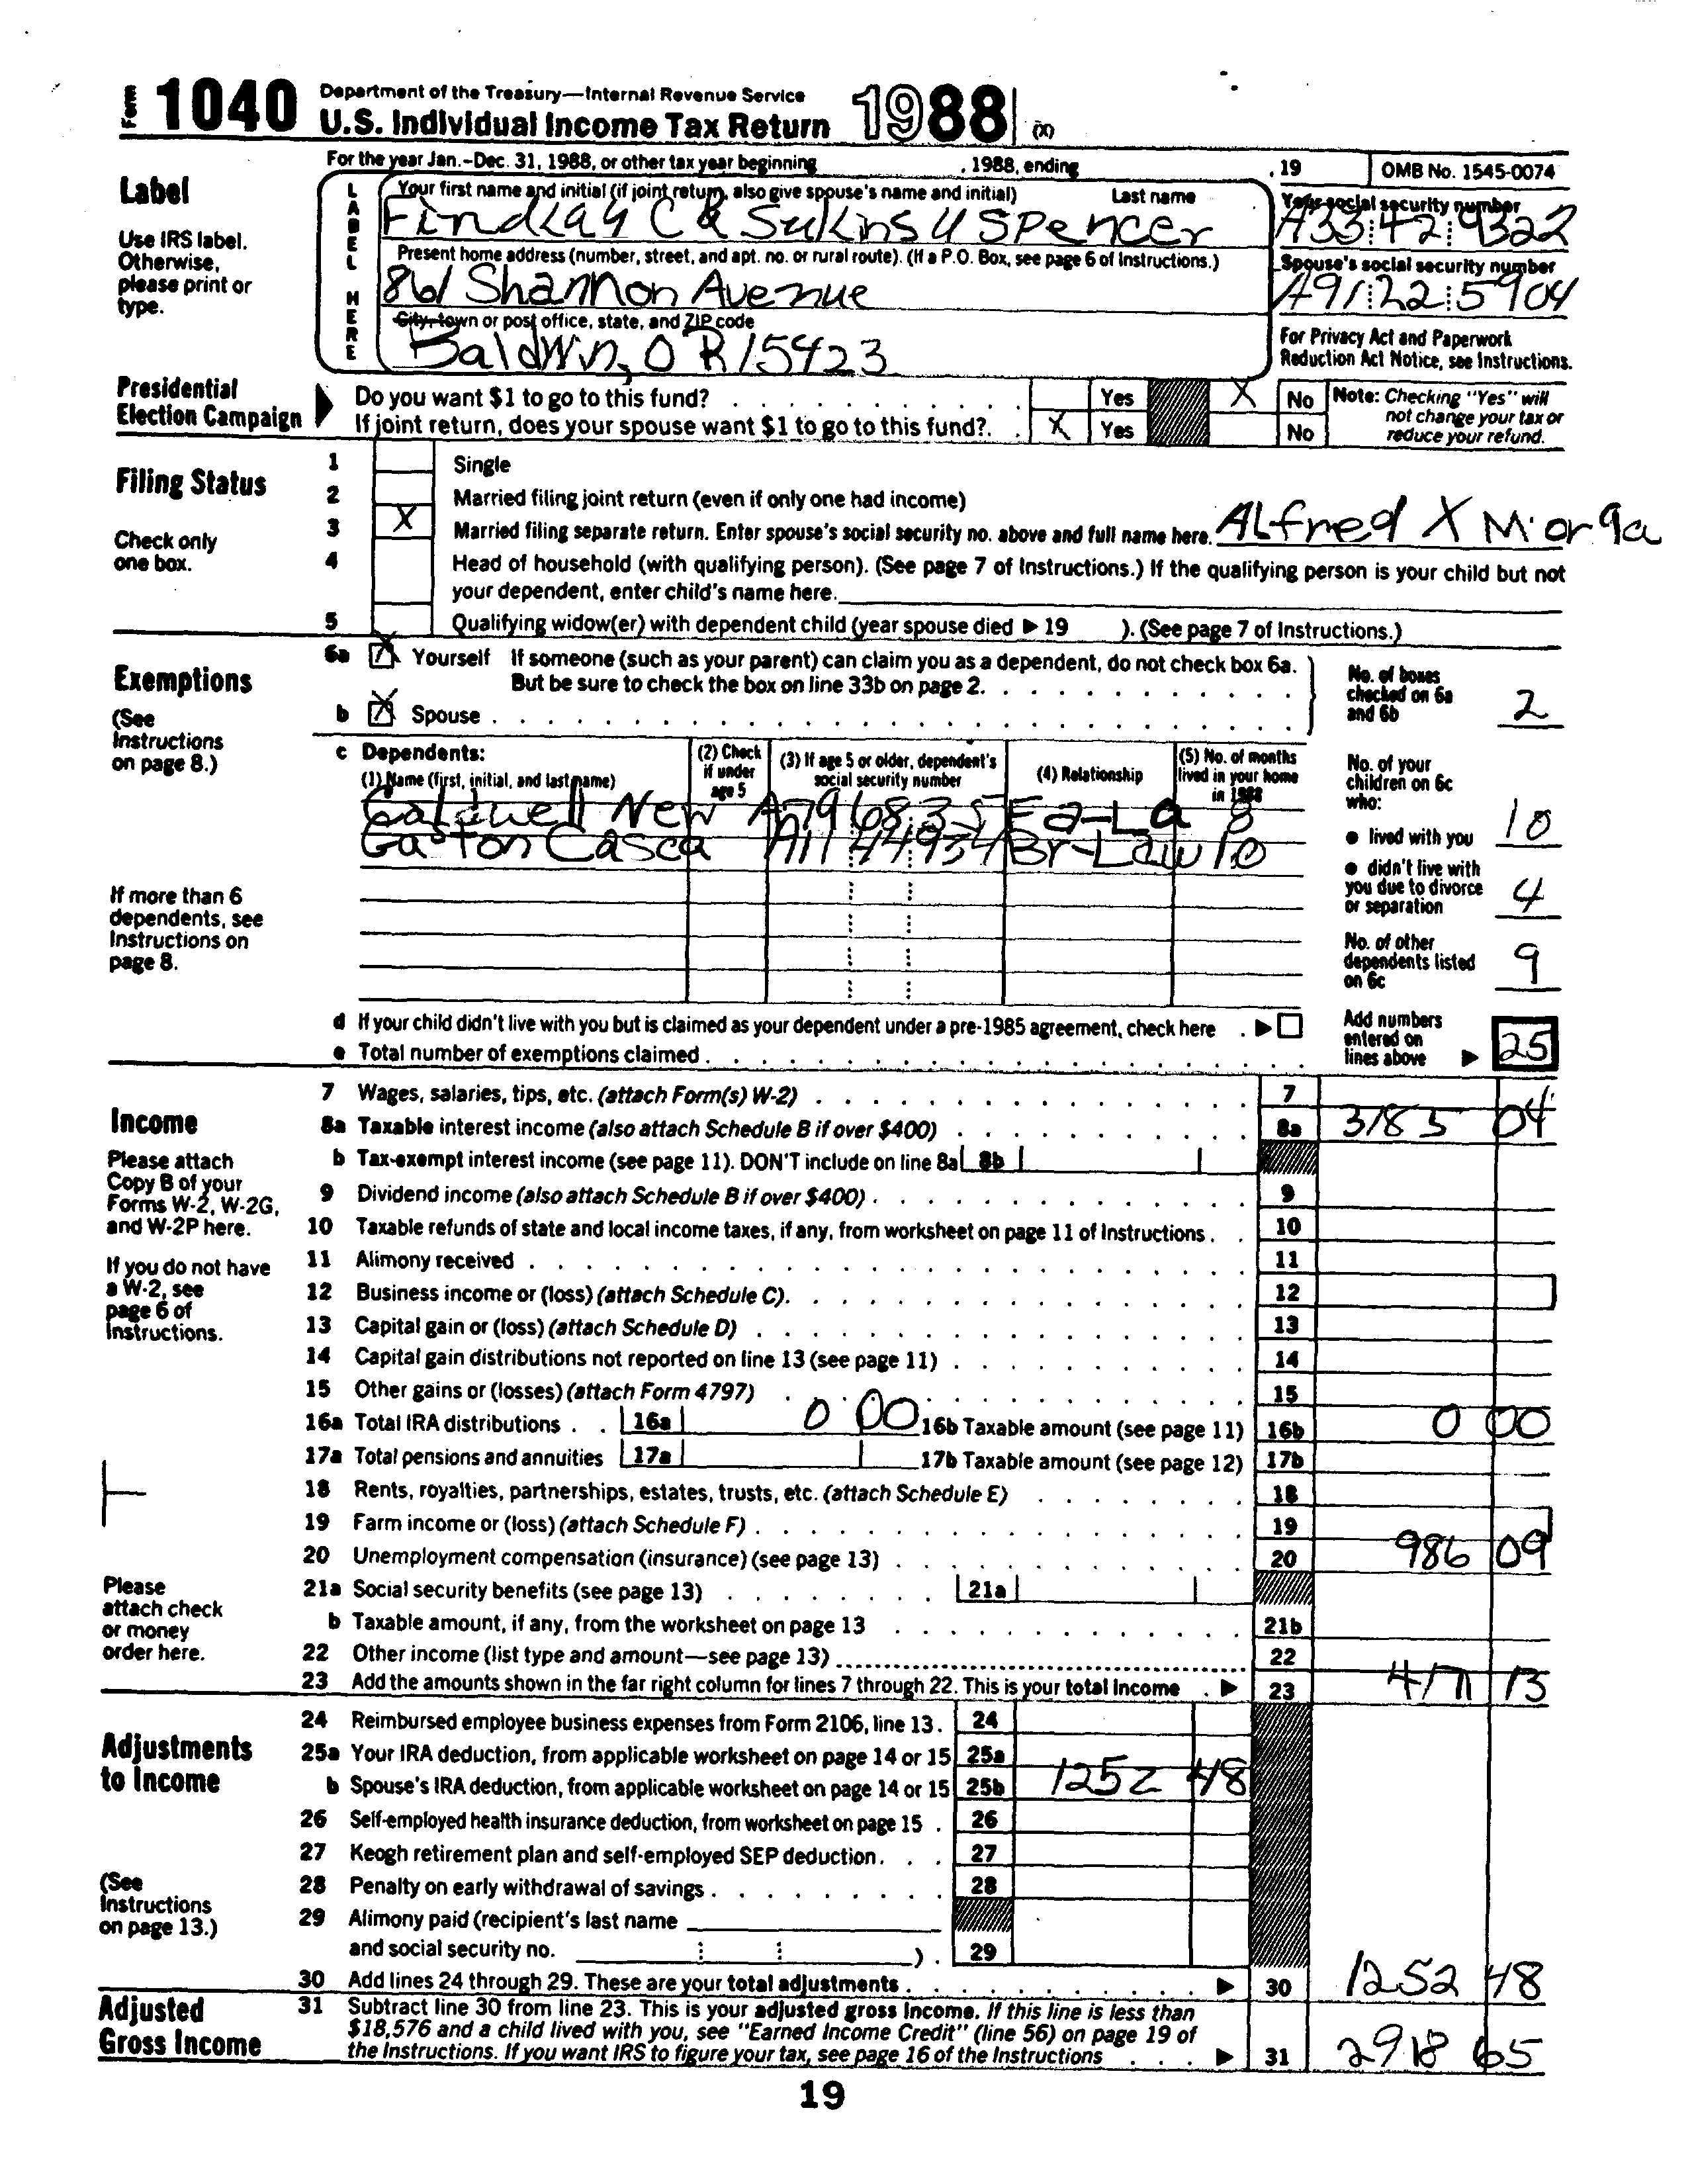 Form 1040 Department of the Treasury—Internal Revenue Service
U.S. Individual Income Tax Return 1988 (X)
For the year Jan.-Dec. 31, 1988, or other tax year beginning , 1988, ending , 19 OMB No. 1545-0074
Label
Use IRS label. Otherwise, please print or type.
LABEL HERE
Your first name and initial (if joint return, also give spouse's name and initial) Last name
Findlay C & Sukins U Spencer
Your social security number
A33 42 9322
Present home address (number, street, and apt. no. or rural route). (If a P.O. Box, see page 6 of Instructions.)
861 Shannon Avenue
Spouse's social security number
A91 22 5904
City, town or post office, state, and ZIP code
Baldwin, OR 15423
For Privacy Act and Paperwork Reduction Act Notice, see Instructions.
Presidential Election Campaign
Do you want $1 to go to this fund? Yes X No
If joint return, does your spouse want $1 to go to this fund? X Yes No
Note: Checking "Yes" will not change your tax or reduce your refund.
Filing Status
Check only one box.
1 Single
2 Married filing joint return (even if only one had income)
3 X Married filing separate return. Enter spouse's social security no. above and full name here. Alfred X Morga
4 Head of household (with qualifying person). (See page 7 of Instructions.) If the qualifying person is your child but not
your dependent, enter child's name here.
5 Qualifying widow(er) with dependent child (year spouse died ▶ 19 ). (See page 7 of Instructions.)
Exemptions
(See Instructions on page 8.)
6a X Yourself If someone (such as your parent) can claim you as a dependent, do not check box 6a.
But be sure to check the box on line 33b on page 2.
b X Spouse
No. of boxes checked on 6a and 6b 2
c Dependents:
(1) Name (first, initial, and last name) (2) Check if under age 5 (3) If age 5 or older, dependent's social security number (4) Relationship (5) No. of months lived in your home in 1988
Caldwell New Fa-La 8
Gaston Casca A11 44 934 Br-Law 10
If more than 6 dependents, see Instructions on page 8.
No. of your children on 6c who:
● lived with you 10
● didn't live with you due to divorce or separation 4
No. of other dependents listed on 6c 9
d If your child didn't live with you but is claimed as your dependent under a pre-1985 agreement, check here ▶
e Total number of exemptions claimed
Add numbers entered on lines above ▶ 25
Income
Please attach Copy B of your Forms W-2, W-2G, and W-2P here.
If you do not have a W-2, see page 6 of Instructions.
Please attach check or money order here.
7 Wages, salaries, tips, etc. (attach Form(s) W-2) 7
8a Taxable interest income (also attach Schedule B if over $400) 8a 3185 04
b Tax-exempt interest income (see page 11). DON'T include on line 8a 8b
9 Dividend income (also attach Schedule B if over $400) 9
10 Taxable refunds of state and local income taxes, if any, from worksheet on page 11 of Instructions 10
11 Alimony received 11
12 Business income or (loss) (attach Schedule C) 12
13 Capital gain or (loss) (attach Schedule D) 13
14 Capital gain distributions not reported on line 13 (see page 11) 14
15 Other gains or (losses) (attach Form 4797) 15
16a Total IRA distributions 16a 0 00 16b Taxable amount (see page 11) 16b 0 00
17a Total pensions and annuities 17a 17b Taxable amount (see page 12) 17b
18 Rents, royalties, partnerships, estates, trusts, etc. (attach Schedule E) 18
19 Farm income or (loss) (attach Schedule F) 19
20 Unemployment compensation (insurance) (see page 13) 20 986 09
21a Social security benefits (see page 13) 21a
b Taxable amount, if any, from the worksheet on page 13 21b
22 Other income (list type and amount—see page 13) 22
23 Add the amounts shown in the far right column for lines 7 through 22. This is your total income ▶ 23 4171 13
Adjustments to Income
(See Instructions on page 13.)
24 Reimbursed employee business expenses from Form 2106, line 13. 24
25a Your IRA deduction, from applicable worksheet on page 14 or 15 25a
b Spouse's IRA deduction, from applicable worksheet on page 14 or 15 25b 1252 48
26 Self-employed health insurance deduction, from worksheet on page 15 26
27 Keogh retirement plan and self-employed SEP deduction 27
28 Penalty on early withdrawal of savings 28
29 Alimony paid (recipient's last name
and social security no. ) 29
30 Add lines 24 through 29. These are your total adjustments ▶ 30 1252 48
Adjusted Gross Income
31 Subtract line 30 from line 23. This is your adjusted gross income. If this line is less than
$18,576 and a child lived with you, see "Earned Income Credit" (line 56) on page 19 of
the Instructions. If you want IRS to figure your tax, see page 16 of the Instructions ▶ 31 2918 65
19